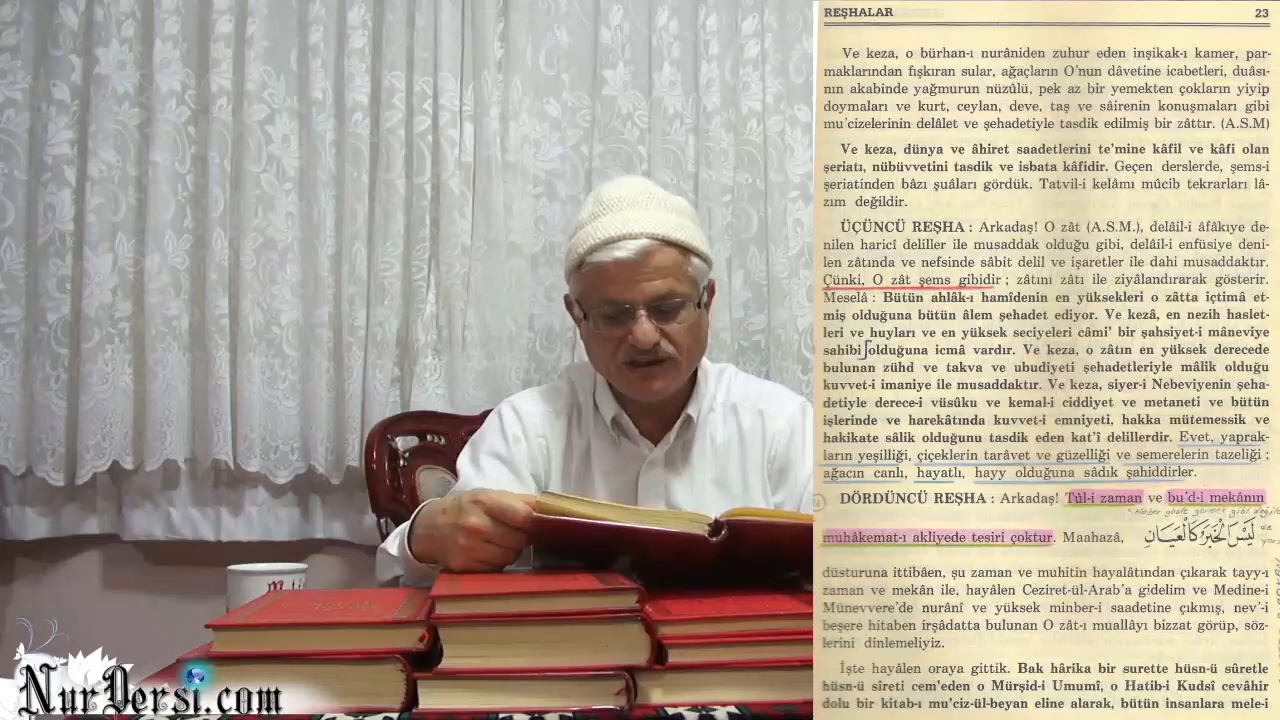 REŞHALAR 23
Ve keza, o bürhan-ı nurâniden zuhur eden inşikak-ı kamer, par-
maklarından fışkıran sular, ağaçların O'nun dâvetine icabetleri, duâsı-
nın akabinde yağmurun nüzûlü, pek az bir yemekten çokların yiyip
doymaları ve kurt, ceylan, deve, taş ve sâirenin konuşmaları gibi
mu'cizelerinin delâlet ve şehadetiyle tasdik edilmiş bir zâttır. (A.S.M)
Ve keza, dünya ve âhiret saadetlerini te'mine kâfil ve kâfi olan
şeriatı, nübüvvetini tasdik ve isbata kâfidir. Geçen derslerde, şems-i
şeriatinden bâzı şuâları gördük. Tatvil-i kelâmı mûcib tekrarları lâ-
zım değildir.
ÜÇÜNCÜ REŞHA : Arkadaş! O zât (A.S.M.), delâil-i âfâkıye de-
nilen haricî deliller ile musaddak olduğu gibi, delâil-i enfüsiye deni-
len zâtında ve nefsinde sâbit delil ve işaretler ile dahi musaddaktır.
Çünki, O zât şems gibidir ; zâtını zâtı ile ziyâlandırarak gösterir.
Meselâ : Bütün ahlâk-ı hamîdenin en yüksekleri o zâtta içtima et-
miş olduğuna bütün âlem şehadet ediyor. Ve kezâ, en nezih haslet-
leri ve huyları ve en yüksek seciyeleri câmi' bir şahsiyet-i mâneviye
sahibi olduğuna icmâ vardır. Ve keza, o zâtın en yüksek derecede
bulunan zühd ve takva ve ubudiyeti şehadetleriyle mâlik olduğu
kuvvet-i imaniye ile musaddaktır. Ve keza, siyer-i Nebeviyenin şeha-
detiyle derece-i vüsûku ve kemal-i ciddiyet ve metaneti ve bütün
işlerinde ve harekâtında kuvvet-i emniyeti, hakka mütemessik ve
hakikate sâlik olduğunu tasdik eden kat'î delillerdir. Evet, yaprak-
ların yeşilliği, çiçeklerin tarâvet ve güzelliği ve semerelerin tazeliği ;
ağacın canlı, hayatlı, hayy olduğuna sâdık şahiddirler.
DÖRDÜNCÜ REŞHA : Arkadaş! Tûl-i zaman ve bu'd-i mekânın
Haber gözle görmek gibi değil
muhâkemat-ı akliyede tesiri çoktur. Maahazâ, لَيْسَ الْخَبَرُ كَالْعِيَانِ
düsturuna ittibâen, şu zaman ve muhitin hayalâtından çıkarak tayy-ı
zaman ve mekân ile, hayâlen Ceziret-ül-Arab'a gidelim ve Medine-i
Münevvere'de nurânî ve yüksek minber-i saadetine çıkmış, nev'-i
beşere hitaben irşâdatta bulunan O zât-ı muallâyı bizzat görüp, söz-
lerini dinlemeliyiz.
İşte hayâlen oraya gittik. Bak hârika bir surette hüsn-ü sûretle
hüsn-ü sîreti cem'eden o Mürşid-i Umumî, o Hatib-i Kudsî cevâhir
dolu bir kitab-ı mu'ciz-ül-beyan eline alarak, bütün insanlara mele-i
NurDersi.com